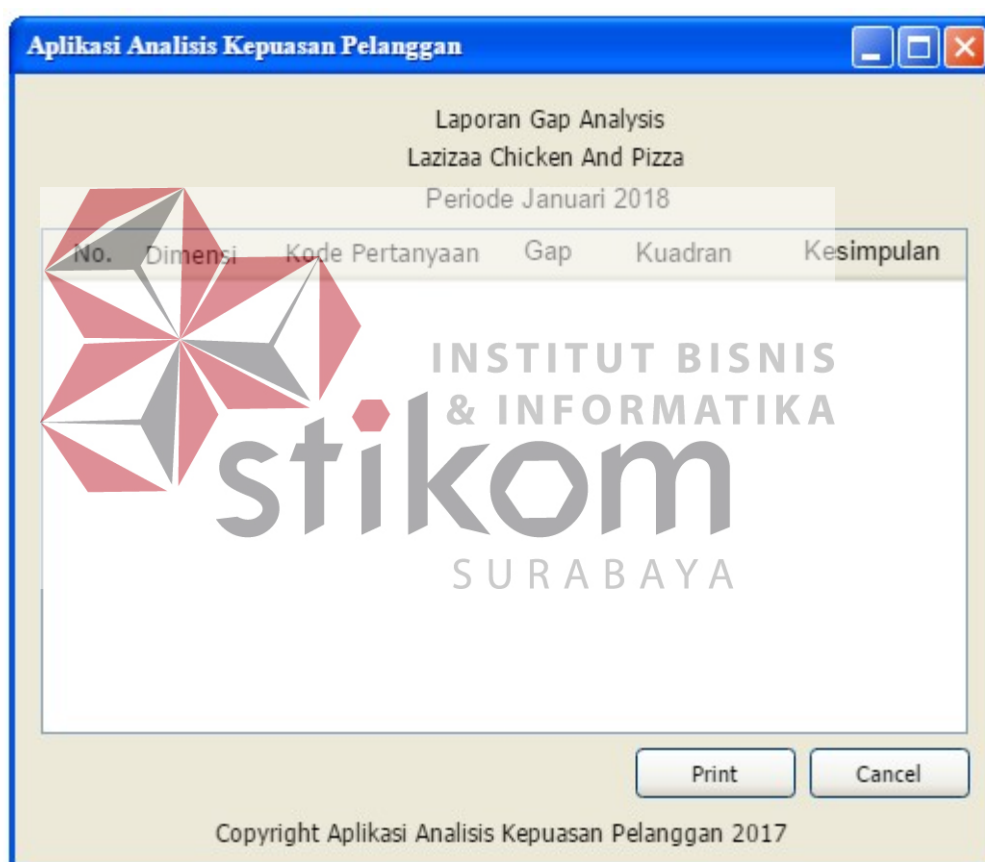 Aplikasi Analisis Kepuasan Pelanggan
Laporan Gap Analysis
Lazizaa Chicken And Pizza
Periode Januari 2018
No. Dimensi Kode Pertanyaan Gap Kuadran Kesimpulan
INSTITUT BISNIS
& INFORMATIKA
stikom
SURABAYA
Print Cancel
Copyright Aplikasi Analisis Kepuasan Pelanggan 2017